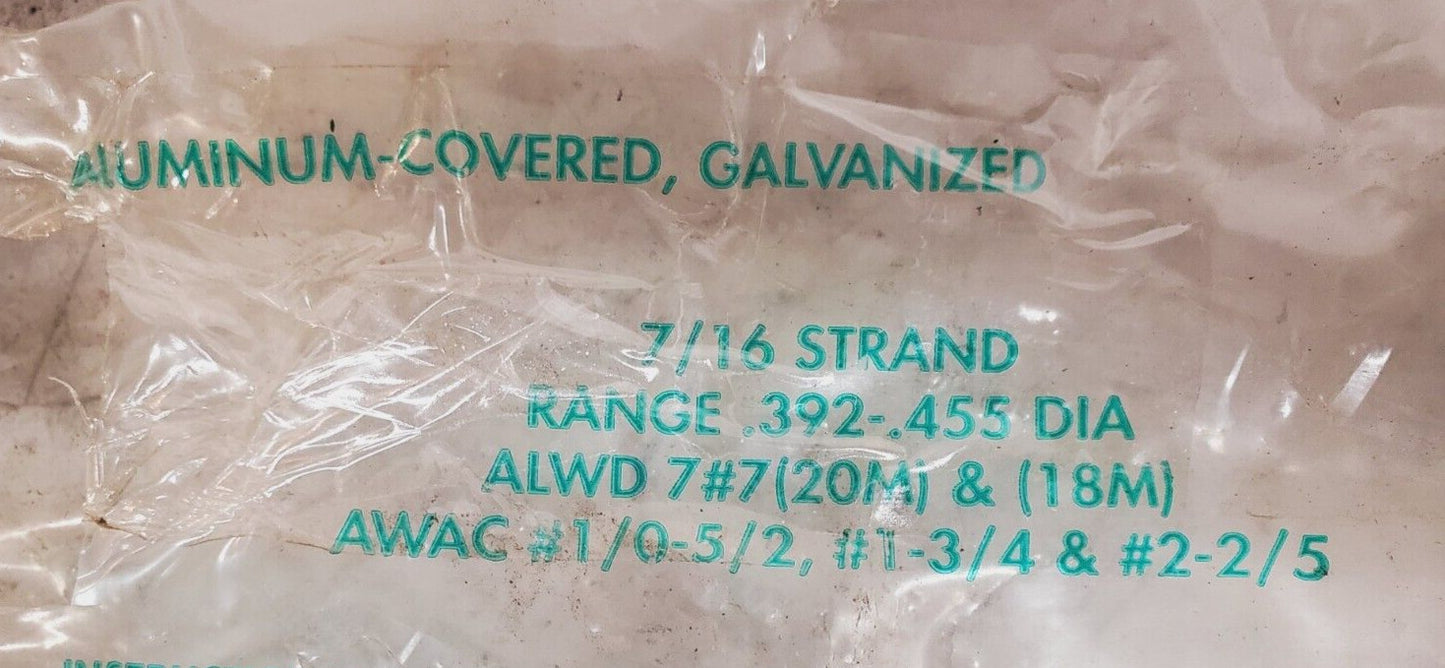 ALUMINUM-COVERED, GALVANIZED
7/16 STRAND
RANGE .392-.455 DIA
ALWD 7#7(20M) & (18M)
AWAC #1/0-5/2, #1-3/4 & #2-2/5